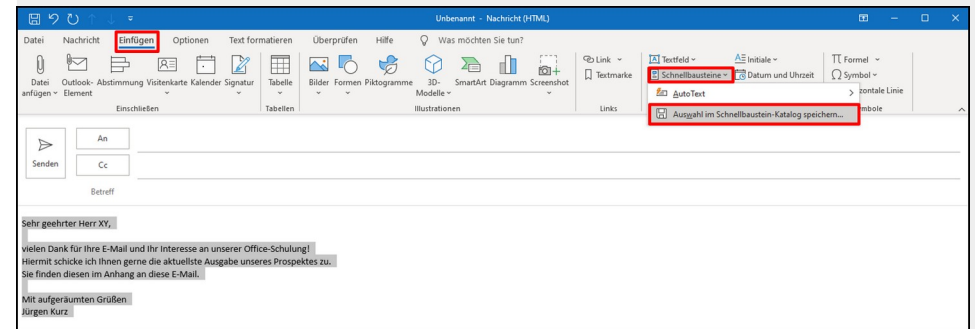 Unbenannt - Nachricht (HTML)
Datei Nachricht Einfügen Optionen Text formatieren Überprüfen Hilfe Was möchten Sie tun?
Datei anfügen
Outlook-Element
Abstimmung
Visitenkarte
Kalender
Signatur
Einschließen
Tabelle
Tabellen
Bilder
Formen
Piktogramme
3D-Modelle
SmartArt
Diagramm
Screenshot
Illustrationen
Link
Textmarke
Links
Textfeld
Schnellbausteine
Initiale
Datum und Uhrzeit
AutoText
Auswahl im Schnellbaustein-Katalog speichern...
Formel
Symbol
zontale Linie
mbole
Senden
An
Cc
Betreff
Sehr geehrter Herr XY,
vielen Dank für Ihre E-Mail und Ihr Interesse an unserer Office-Schulung!
Hiermit schicke ich Ihnen gerne die aktuellste Ausgabe unseres Prospektes zu.
Sie finden diesen im Anhang an diese E-Mail.
Mit aufgeräumten Grüßen
Jürgen Kurz